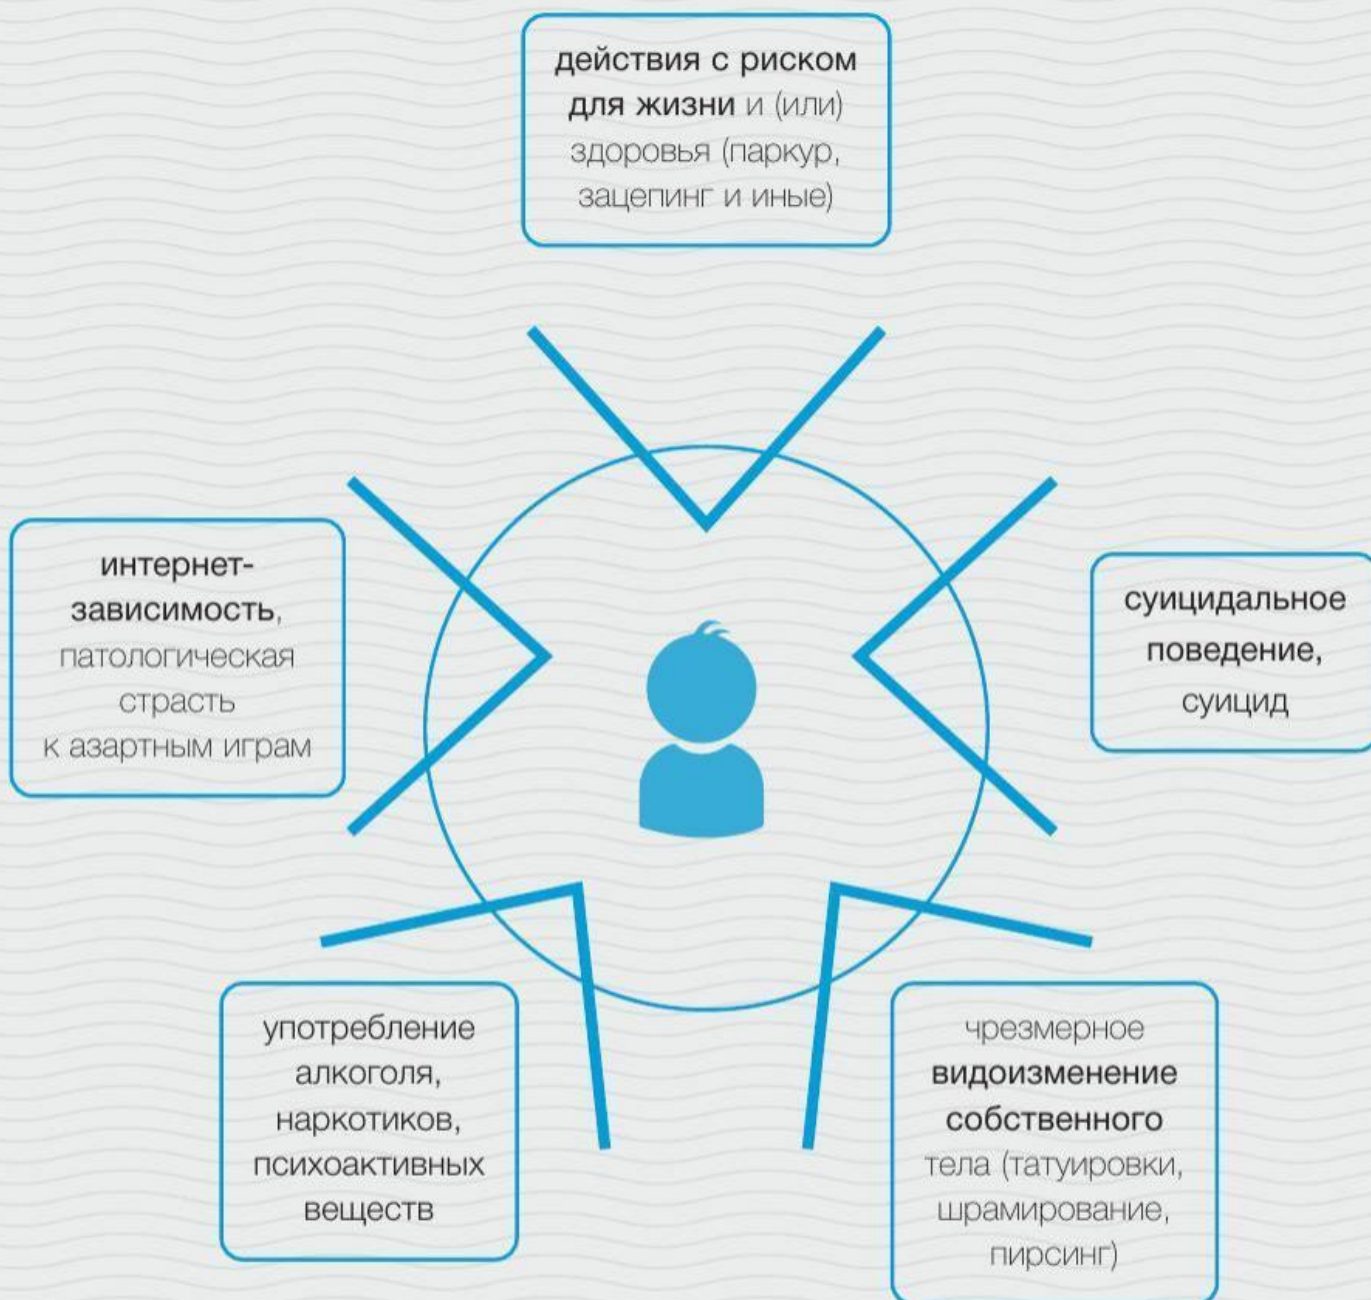 действия с риском
для жизни и (или)
здоровья (паркур,
зацепинг и иные)
интернет-
зависимость,
патологическая
страсть
к азартным играм
суицидальное
поведение,
суицид
употребление
алкоголя,
наркотиков,
психоактивных
веществ
чрезмерное
видоизменение
собственного
тела (татуировки,
шрамирование,
пирсинг)